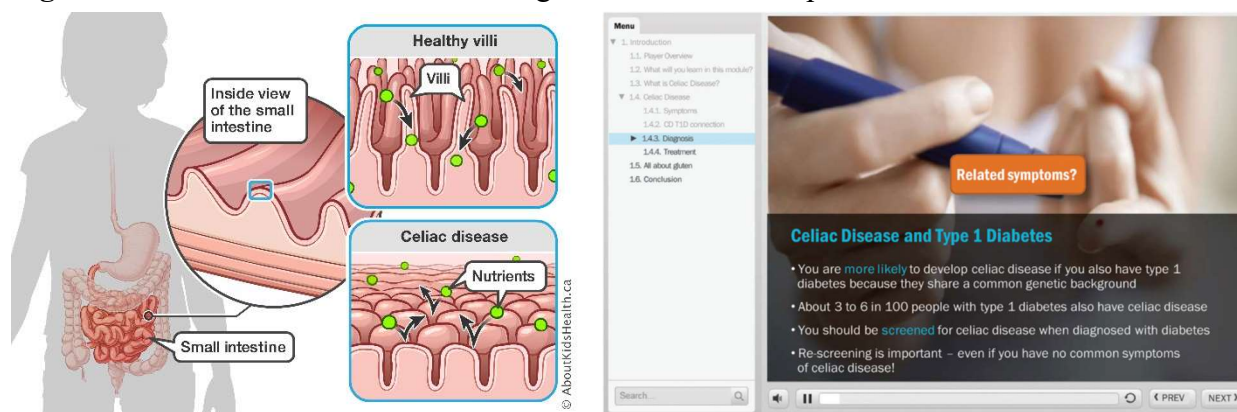 Inside view
of the small
intestine
Small intestine
Healthy villi
Villi
Celiac disease
Nutrients
© AboutKidsHealth.ca
Menu
1. Introduction
1.1. Player Overview
1.2. What will you learn in this module?
1.3. What is Celiac Disease?
1.4. Celiac Disease
1.4.1. Symptoms
1.4.2. CD T1D connection
1.4.3. Diagnosis
1.4.4. Treatment
1.5. All about gluten
1.6. Conclusion
Search...
Related symptoms?
Celiac Disease and Type 1 Diabetes
• You are more likely to develop celiac disease if you also have type 1
diabetes because they share a common genetic background
• About 3 to 6 in 100 people with type 1 diabetes also have celiac disease
• You should be screened for celiac disease when diagnosed with diabetes
• Re-screening is important – even if you have no common symptoms
of celiac disease!
PREV
NEXT